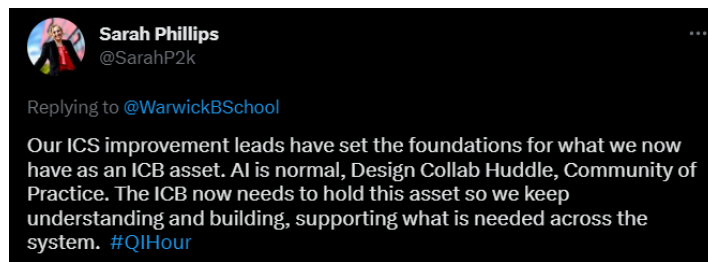 Sarah Phillips
@SarahP2k
Replying to @WarwickBSchool
Our ICS improvement leads have set the foundations for what we now
have as an ICB asset. AI is normal, Design Collab Huddle, Community of
Practice. The ICB now needs to hold this asset so we keep
understanding and building, supporting what is needed across the
system. #QIHour